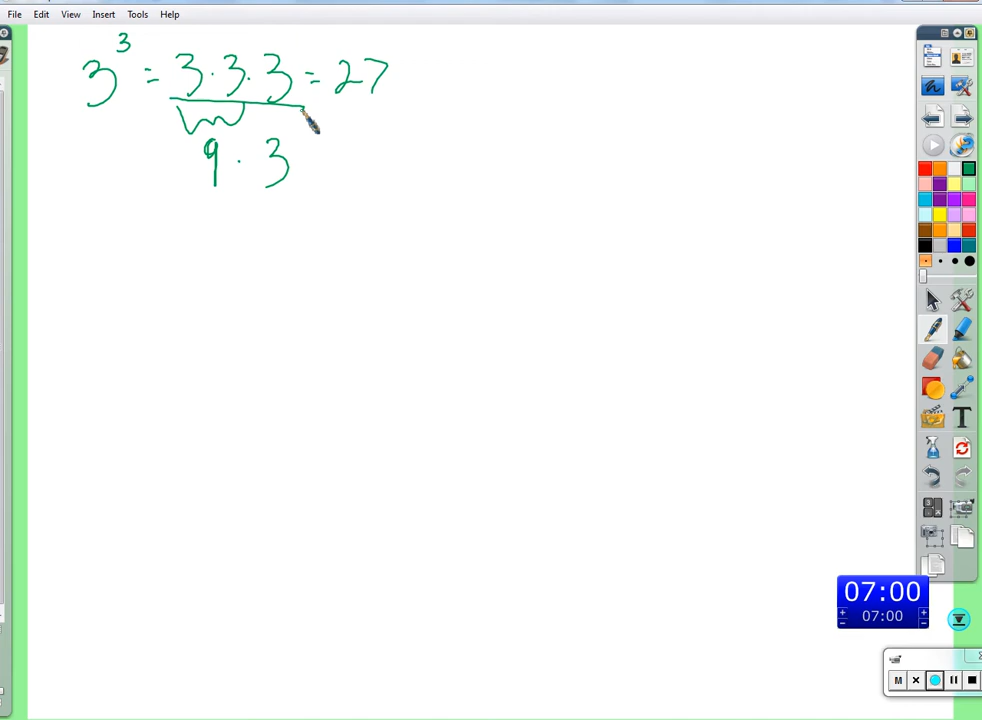 File Edit View Insert Tools Help
3³ = 3·3·3 = 27
9 · 3
T
07:00
07:00
M